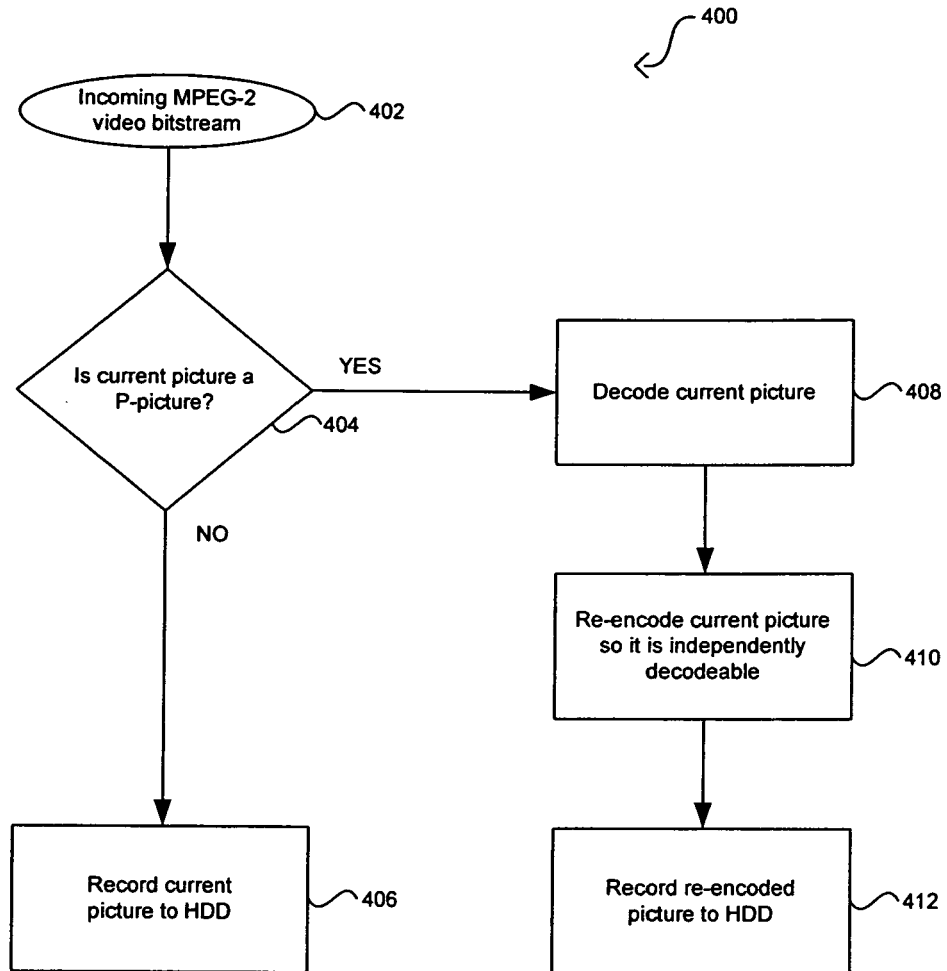 400
Incoming MPEG-2
video bitstream
402
Is current picture a
P-picture?
404
YES
NO
Decode current picture
408
Re-encode current picture
so it is independently
decodeable
410
Record current
picture to HDD
406
Record re-encoded
picture to HDD
412